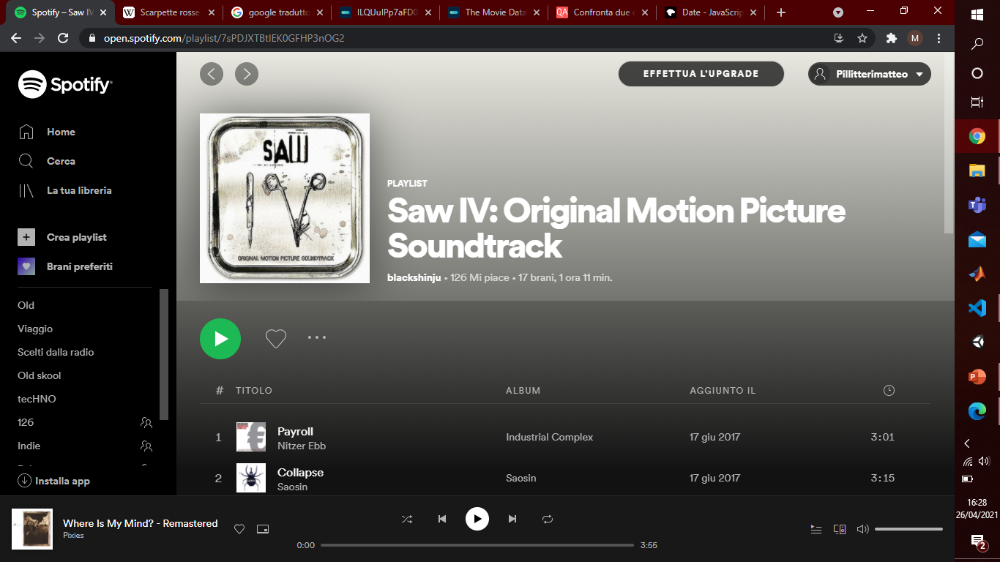 Spotify – Saw IV
Scarpette rosse
google tradutto
ILQUuIPp7aFD0
The Movie Data
QA
Confronta due
Date - JavaScrip
open.spotify.com/playlist/7sPDJXTBtIEK0GFHP3nOG2
M
Spotify
EFFETTUA L'UPGRADE
Pillitterimatteo
Home
Cerca
La tua libreria
Crea playlist
Brani preferiti
Old
Viaggio
Scelti dalla radio
Old skool
tecHNO
126
Indie
Installa app
SAW
IV
ORIGINAL MOTION PICTURE SOUNDTRACK
PLAYLIST
Saw IV: Original Motion Picture
Soundtrack
blackshinju • 126 Mi piace • 17 brani, 1 ora 11 min.
# TITOLO ALBUM AGGIUNTO IL
1 Payroll Industrial Complex 17 giu 2017 3:01
Nitzer Ebb
2 Collapse Saosin 17 giu 2017 3:15
Saosin
Where Is My Mind? - Remastered
Pixies
0:00
3:55
16:28
26/04/2021
2